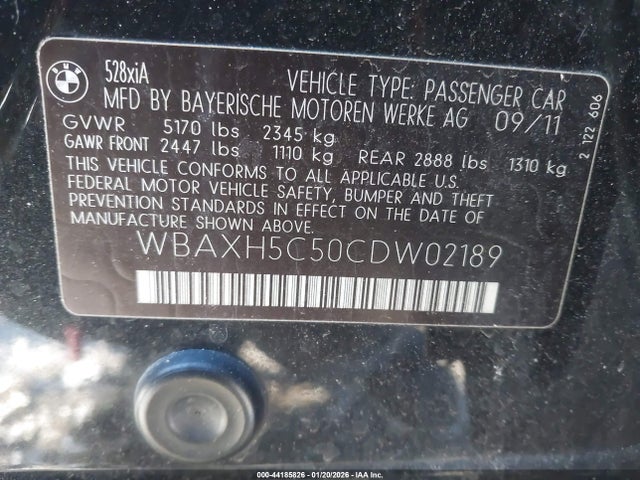 BMW
528xiA
VEHICLE TYPE: PASSENGER CAR
MFD BY BAYERISCHE MOTOREN WERKE AG 09/11
GVWR 5170 lbs 2345 kg
GAWR FRONT 2447 lbs 1110 kg REAR 2888 lbs 1310 kg
THIS VEHICLE CONFORMS TO ALL APPLICABLE U.S.
FEDERAL MOTOR VEHICLE SAFETY, BUMPER AND THEFT
PREVENTION STANDARDS IN EFFECT ON THE DATE OF
MANUFACTURE SHOWN ABOVE.
WBAXH5C50CDW02189
2 122 606
000-44185826 - 01/20/2026 - IAA Inc.